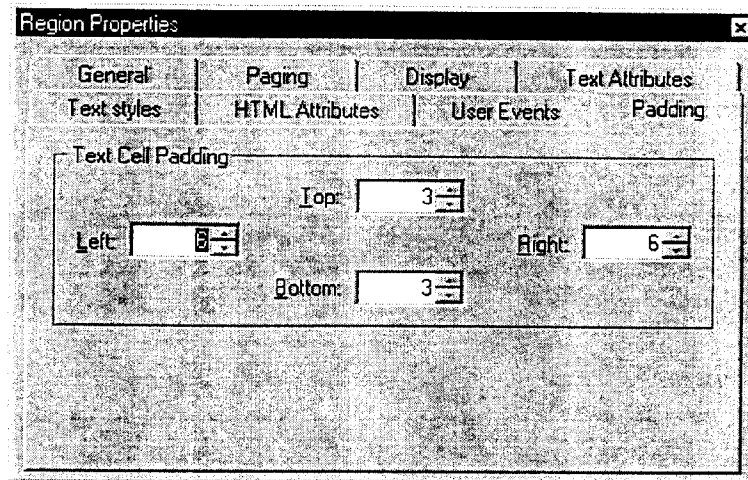 Region Properties
General Paging Display Text Attributes
Text styles HTML Attributes User Events Padding
Text Cell Padding
Top: 3
Left: 6 Right: 6
Bottom: 3